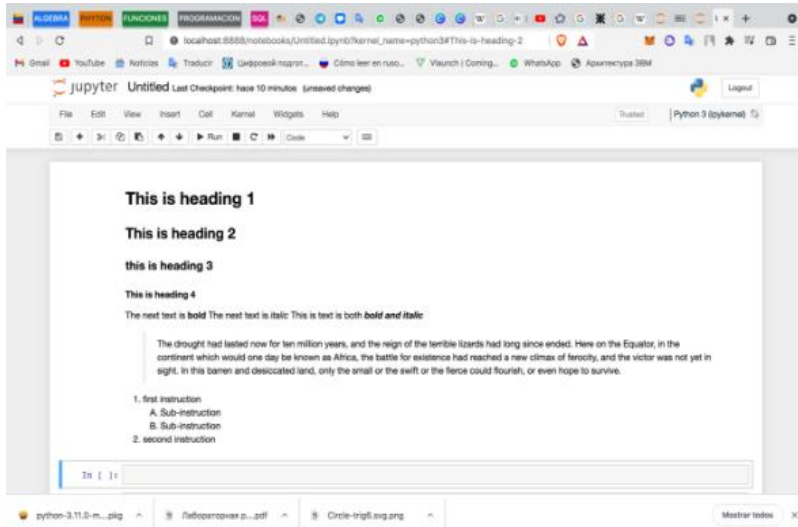 ALGEBRA PHYTON FUNCIONES PROGRAMACION SQL
localhost:8888/notebooks/Untitled.ipynb?kernel_name=python3#This-is-heading-2
Gmail YouTube Noticias Traducir Цифровой Cómo leer en ruso... Vlaunch | Coming... WhatsApp Архитектура ЭВМ
jupyter Untitled Last Checkpoint: hace 10 minutos (unsaved changes) Logout
File Edit View Insert Cell Kernel Widgets Help Trusted Python 3 (ipykernel)
Run Code
This is heading 1
This is heading 2
this is heading 3
This is heading 4
The next text is bold The next text is italic This is text is both bold and italic
The drought had lasted now for ten million years, and the reign of the terrible lizards had long since ended. Here on the Equator, in the
continent which would one day be known as Africa, the battle for existence had reached a new climax of ferocity, and the victor was not yet in
sight. In this barren and desiccated land, only the small or the swift or the fierce could flourish, or even hope to survive.
1. first instruction
A. Sub-instruction
B. Sub-instruction
2. second instruction
In [ ]:
python-3.11.0-m....pkg Лабораторная р....pdf Circle-trig6.svg.png Mostrar todos